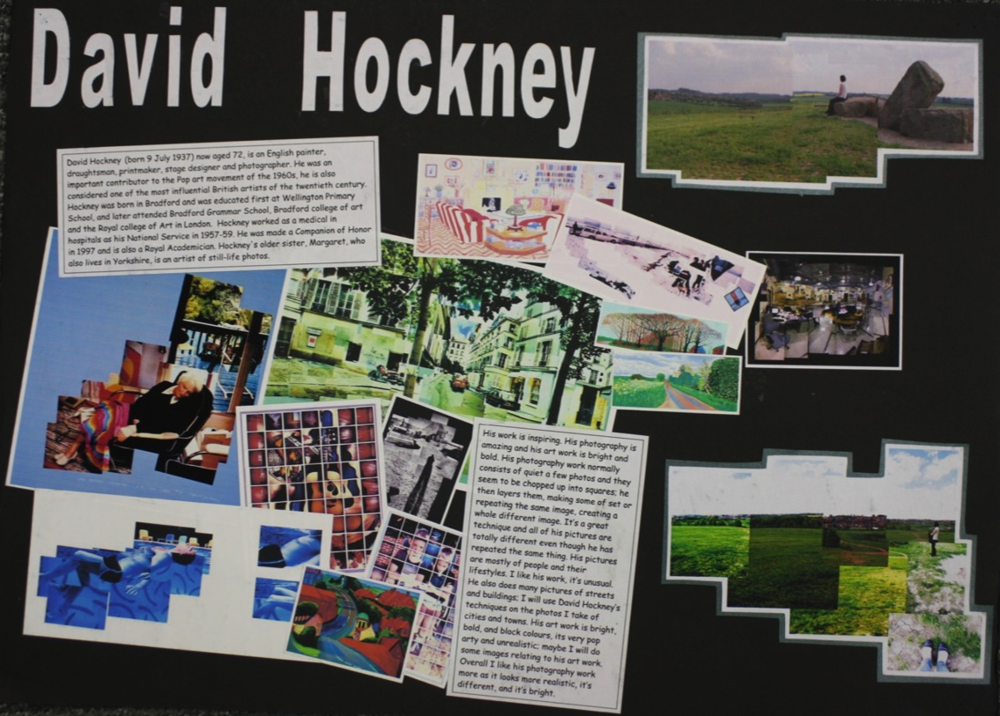 David Hockney
David Hockney (born 9 July 1937) now aged 72, is an English painter,
draughtsman, printmaker, stage designer and photographer. He was an
important contributor to the Pop art movement of the 1960s, he is also
considered one of the most influential British artists of the twentieth century.
Hockney was born in Bradford and was educated first at Wellington Primary
School, and later attended Bradford Grammar School, Bradford college of art
and the Royal college of Art in London. Hockney worked as a medical in
hospitals as his National Service in 1957-59. He was made a Companion of Honor
in 1997 and is also a Royal Academician. Hockney's older sister, Margaret, who
also lives in Yorkshire, is an artist of still-life photos.
His work is inspiring. His photography is
amazing and his art work is bright and
bold. His photography work normally
consists of quiet a few photos and they
seem to be chopped up into squares; he
then layers them, making some of set or
repeating the same image, creating a
whole different image. It's a great
technique and all of his pictures are
totally different even though he has
repeated the same thing. His pictures
are mostly of people and their
lifestyles. I like his work, it's unusual.
He also does many pictures of streets
and buildings; I will use David Hockney's
techniques on the photos I take of
cities and towns. His art work is bright,
bold, and block colours, its very pop
arty and unrealistic; maybe I will do
some images relating to his art work.
Overall I like his photography work
more as it looks more realistic, it's
different, and it's bright.